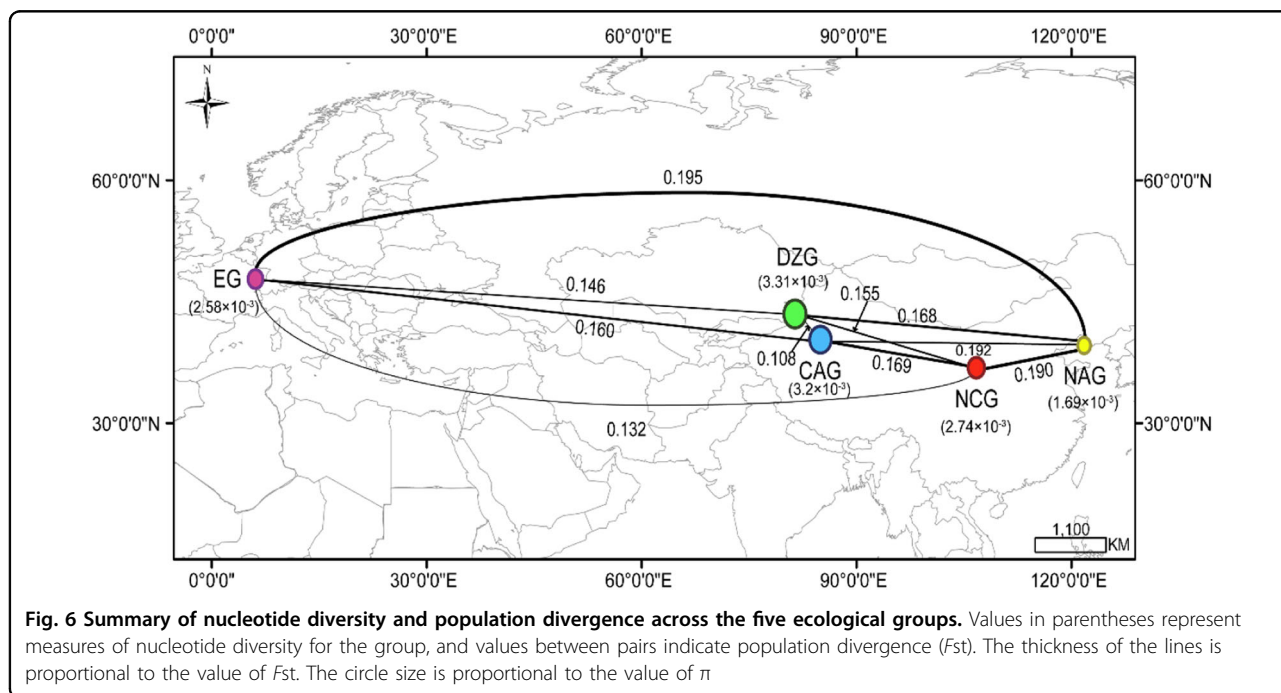 0°0'0" 30°0'0"E 60°0'0"E 90°0'0"E 120°0'0"E
N
60°0'0"N 60°0'0"N
0.195
DZG
(3.31×10⁻³)
EG
(2.58×10⁻³)
0.146
0.155
0.168
0.160
0.108
CAG
(3.2×10⁻³)
0.169
0.192
0.190
NAG
(1.69×10⁻³)
NCG
(2.74×10⁻³)
30°0'0"N 30°0'0"N
0.132
1,100
KM
0°0'0" 30°0'0"E 60°0'0"E 90°0'0"E 120°0'0"E
Fig. 6 Summary of nucleotide diversity and population divergence across the five ecological groups. Values in parentheses represent
measures of nucleotide diversity for the group, and values between pairs indicate population divergence (Fst). The thickness of the lines is
proportional to the value of Fst. The circle size is proportional to the value of π